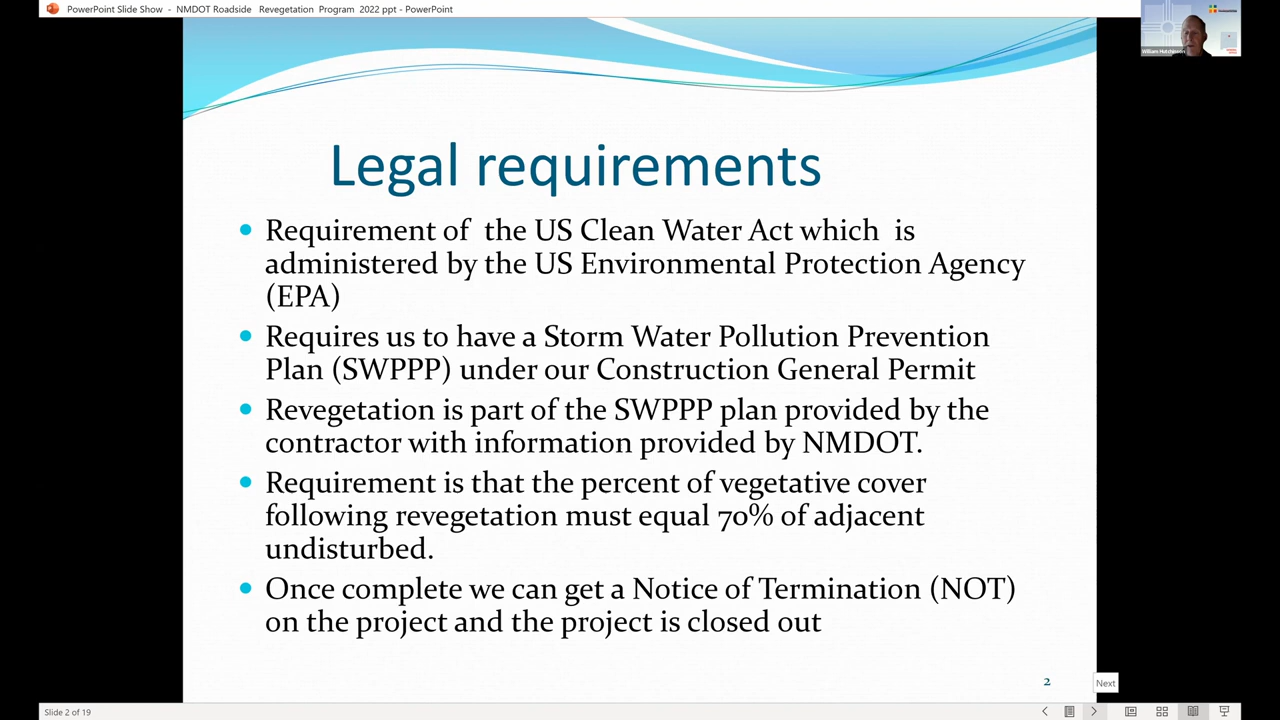 PowerPoint Slide Show - NMDOT Roadside Revegetation Program 2022 ppt - PowerPoint
Legal requirements
Requirement of the US Clean Water Act which is
administered by the US Environmental Protection Agency
(EPA)
Requires us to have a Storm Water Pollution Prevention
Plan (SWPPP) under our Construction General Permit
Revegetation is part of the SWPPP plan provided by the
contractor with information provided by NMDOT.
Requirement is that the percent of vegetative cover
following revegetation must equal 70% of adjacent
undisturbed.
Once complete we can get a Notice of Termination (NOT)
on the project and the project is closed out
2
Next
Slide 2 of 19